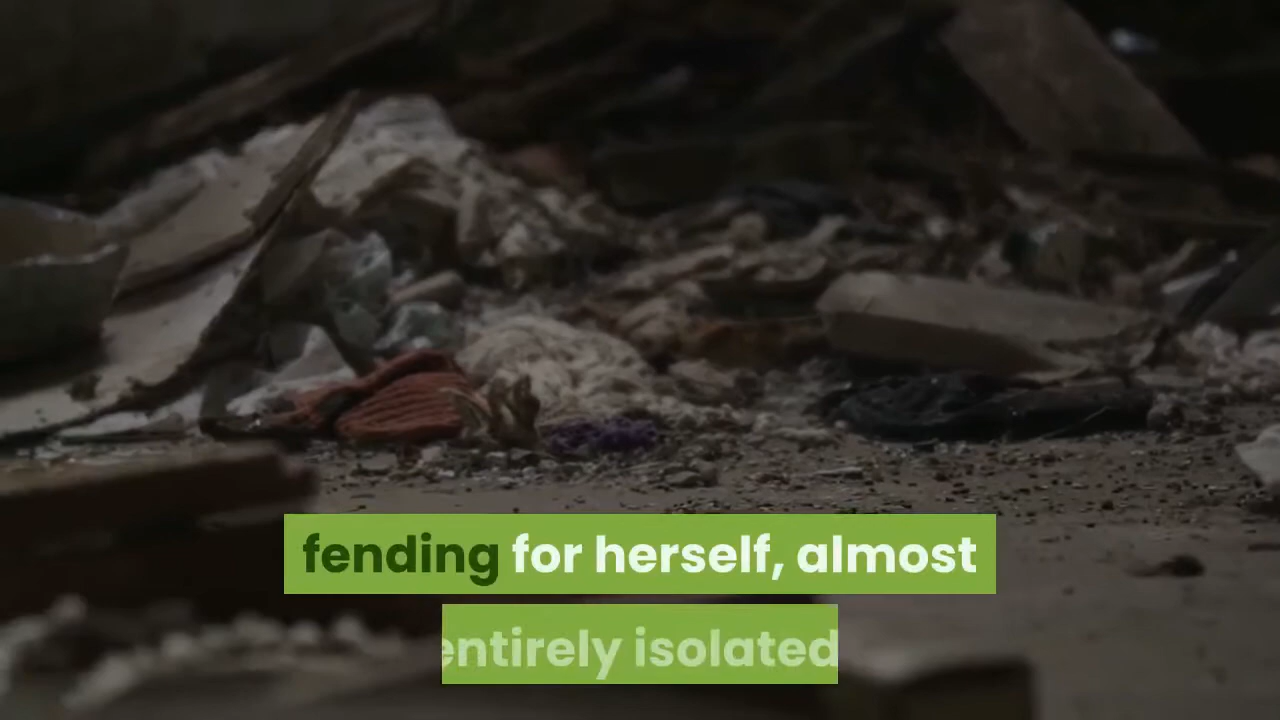 fending for herself, almost
entirely isolated